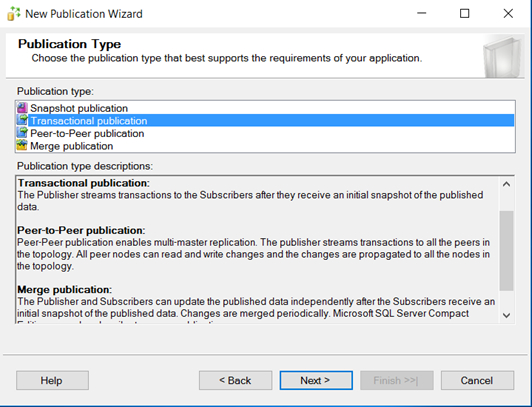 New Publication Wizard
Publication Type
Choose the publication type that best supports the requirements of your application.
Publication type:
Snapshot publication
Transactional publication
Peer-to-Peer publication
Merge publication
Publication type descriptions:
Transactional publication:
The Publisher streams transactions to the Subscribers after they receive an initial snapshot of the published
data.
Peer-to-Peer publication:
Peer-Peer publication enables multi-master replication. The publisher streams transactions to all the peers in
the topology. All peer nodes can read and write changes and the changes are propagated to all the nodes in
the topology.
Merge publication:
The Publisher and Subscribers can update the published data independently after the Subscribers receive an
initial snapshot of the published data. Changes are merged periodically. Microsoft SQL Server Compact
Help
< Back
Next >
Finish >>|
Cancel